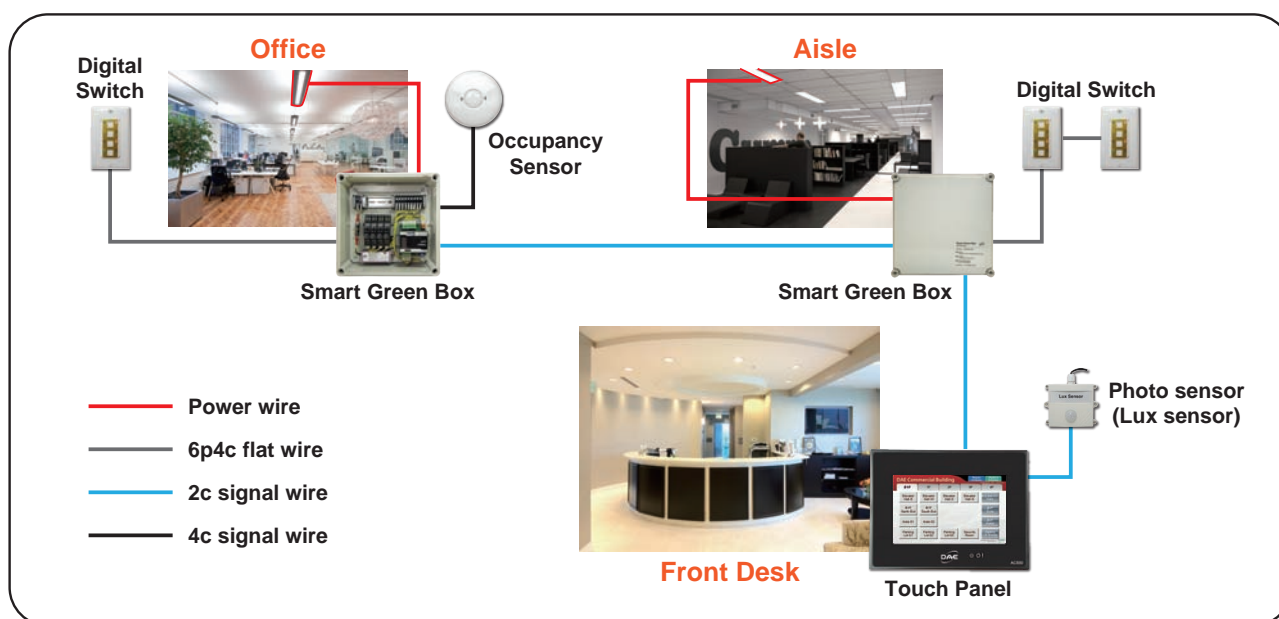 Office
Aisle
Digital
Switch
Digital Switch
Occupancy
Sensor
Smart Green Box
Smart Green Box
Power wire
6p4c flat wire
2c signal wire
4c signal wire
Lux Sensor
Photo sensor
(Lux sensor)
DAE Commercial Building
DAE
Front Desk
Touch Panel